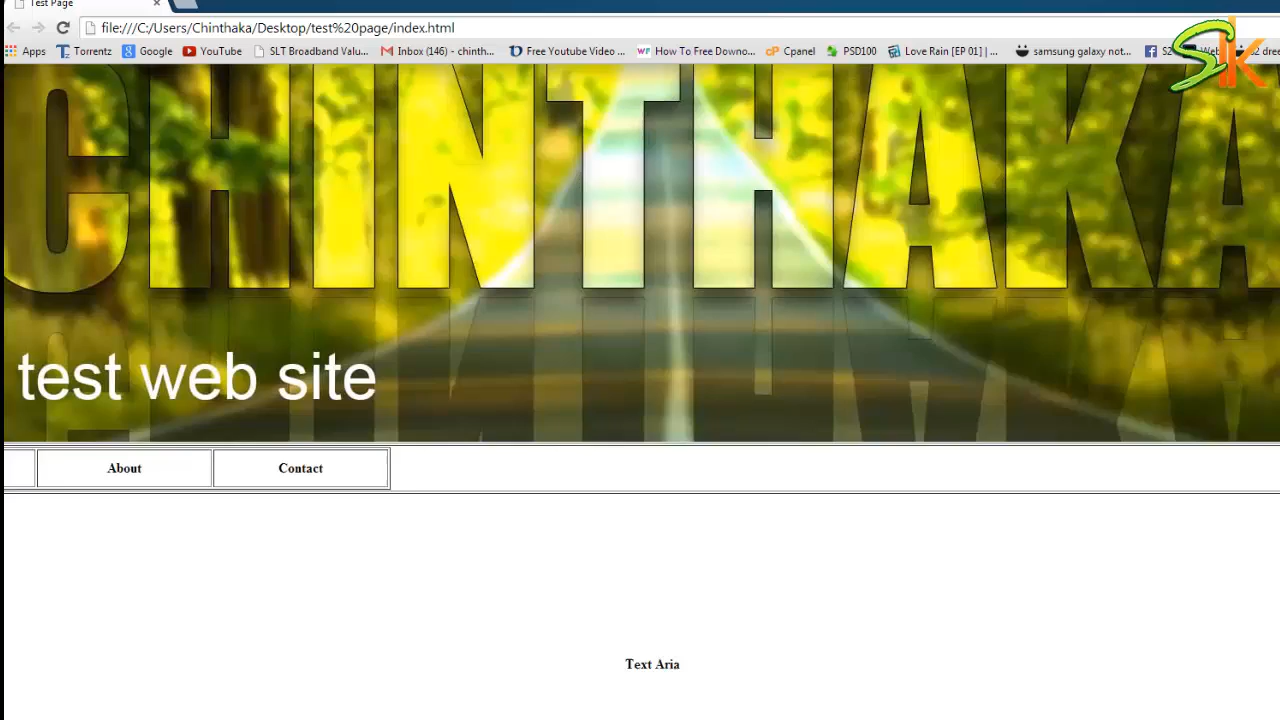 Test Page
file:///C:/Users/Chinthaka/Desktop/test%20page/index.html
Apps Torrentz Google YouTube SLT Broadband Valu... Inbox (146) - chinth... Free Youtube Video ... How To Free Downo... Cpanel PSD100 Love Rain [EP 01] | ... samsung galaxy not...
CHINTHAKA
test web site
About Contact
Text Aria